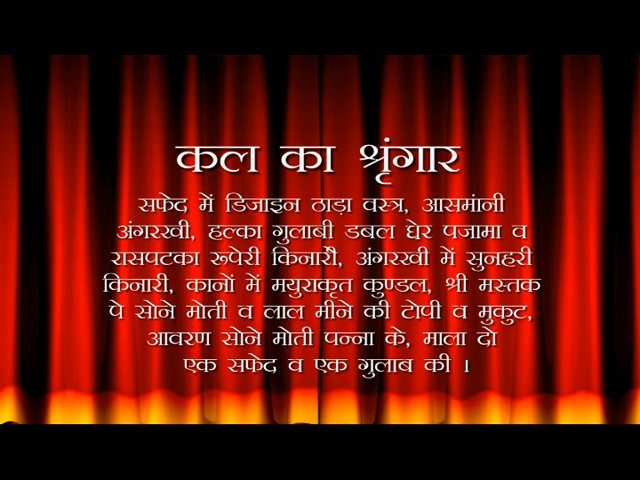 कल का श्रृंगार
सफेद में डिजाइन ठाड़ा वस्त्र, आसमांनी
अंगरखी, हल्का गुलाबी डबल घेर पजामा व
रासपटका रूपेरी किनारी, अंगरखी में सुनहरी
किनारी, कानों में मयुराकृत कुण्डल, श्री मस्तक
पे सोने मोती व लाल मीने की टोपी व मुकुट,
आवरण सोने मोती पन्ना के, माला दो
एक सफेद व एक गुलाब की ।